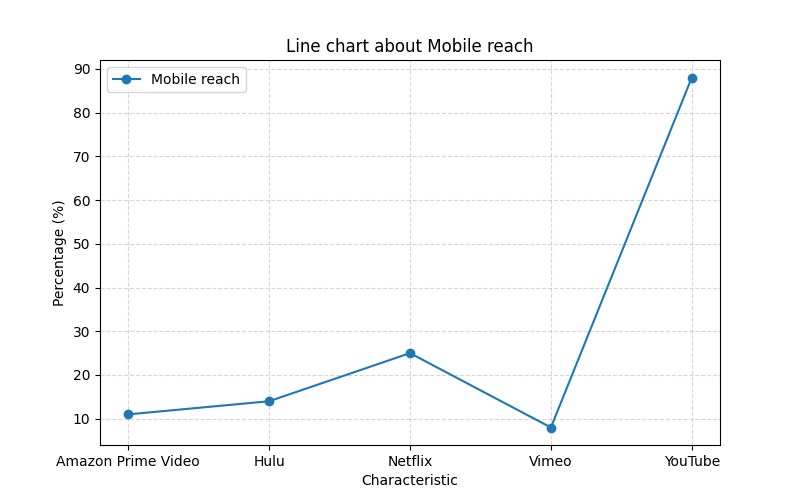 Line chart about Mobile reach
Mobile reach
90
80
70
60
50
40
30
20
10
Percentage (%)
Amazon Prime Video Hulu Netflix Vimeo YouTube
Characteristic